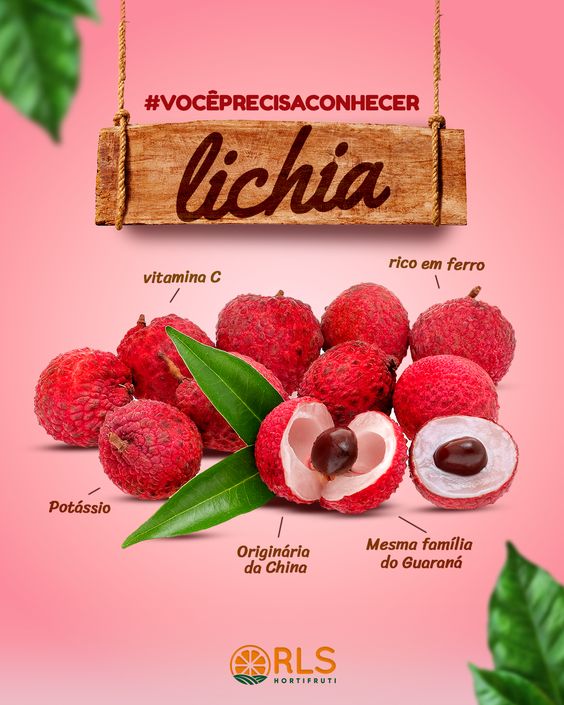 #VOCÊPRECISACONHECER
lichia
vitamina C
rico em ferro
Potássio
Originária
da China
Mesma família
do Guaraná
RLS
HORTIFRUTI